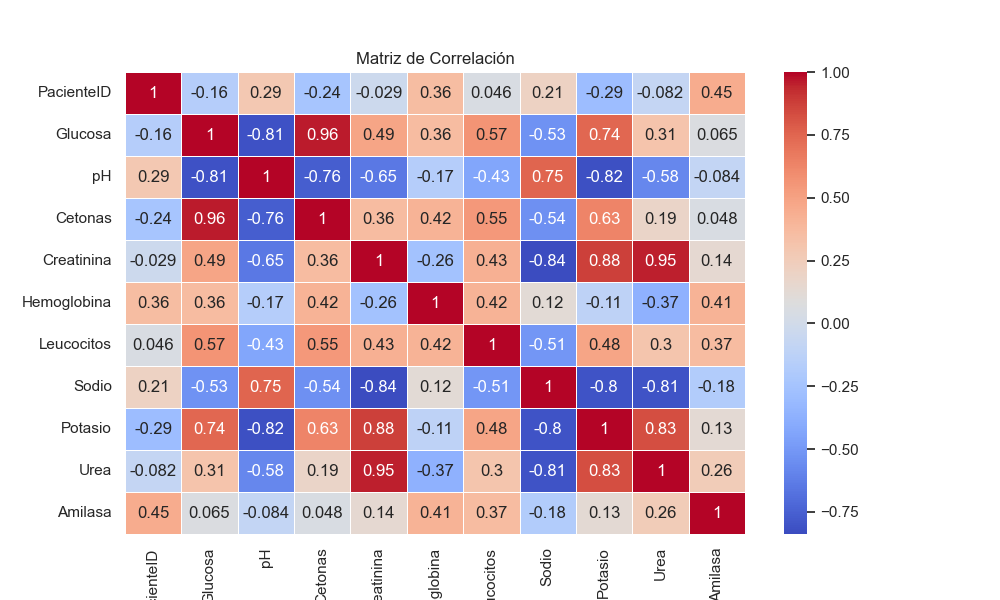 Matriz de Correlación
PacienteID 1 -0.16 0.29 -0.24 -0.029 0.36 0.046 0.21 -0.29 -0.082 0.45
Glucosa -0.16 1 -0.81 0.96 0.49 0.36 0.57 -0.53 0.74 0.31 0.065
pH 0.29 -0.81 1 -0.76 -0.65 -0.17 -0.43 0.75 -0.82 -0.58 -0.084
Cetonas -0.24 0.96 -0.76 1 0.36 0.42 0.55 -0.54 0.63 0.19 0.048
Creatinina -0.029 0.49 -0.65 0.36 1 -0.26 0.43 -0.84 0.88 0.95 0.14
Hemoglobina 0.36 0.36 -0.17 0.42 -0.26 1 0.42 0.12 -0.11 -0.37 0.41
Leucocitos 0.046 0.57 -0.43 0.55 0.43 0.42 1 -0.51 0.48 0.3 0.37
Sodio 0.21 -0.53 0.75 -0.54 -0.84 0.12 -0.51 1 -0.8 -0.81 -0.18
Potasio -0.29 0.74 -0.82 0.63 0.88 -0.11 0.48 -0.8 1 0.83 0.13
Urea -0.082 0.31 -0.58 0.19 0.95 -0.37 0.3 -0.81 0.83 1 0.26
Amilasa 0.45 0.065 -0.084 0.048 0.14 0.41 0.37 -0.18 0.13 0.26 1
cienteID
Glucosa
pH
Cetonas
eatinina
globina
ucocitos
Sodio
Potasio
Urea
Amilasa
1.00
0.75
0.50
0.25
0.00
−0.25
−0.50
−0.75